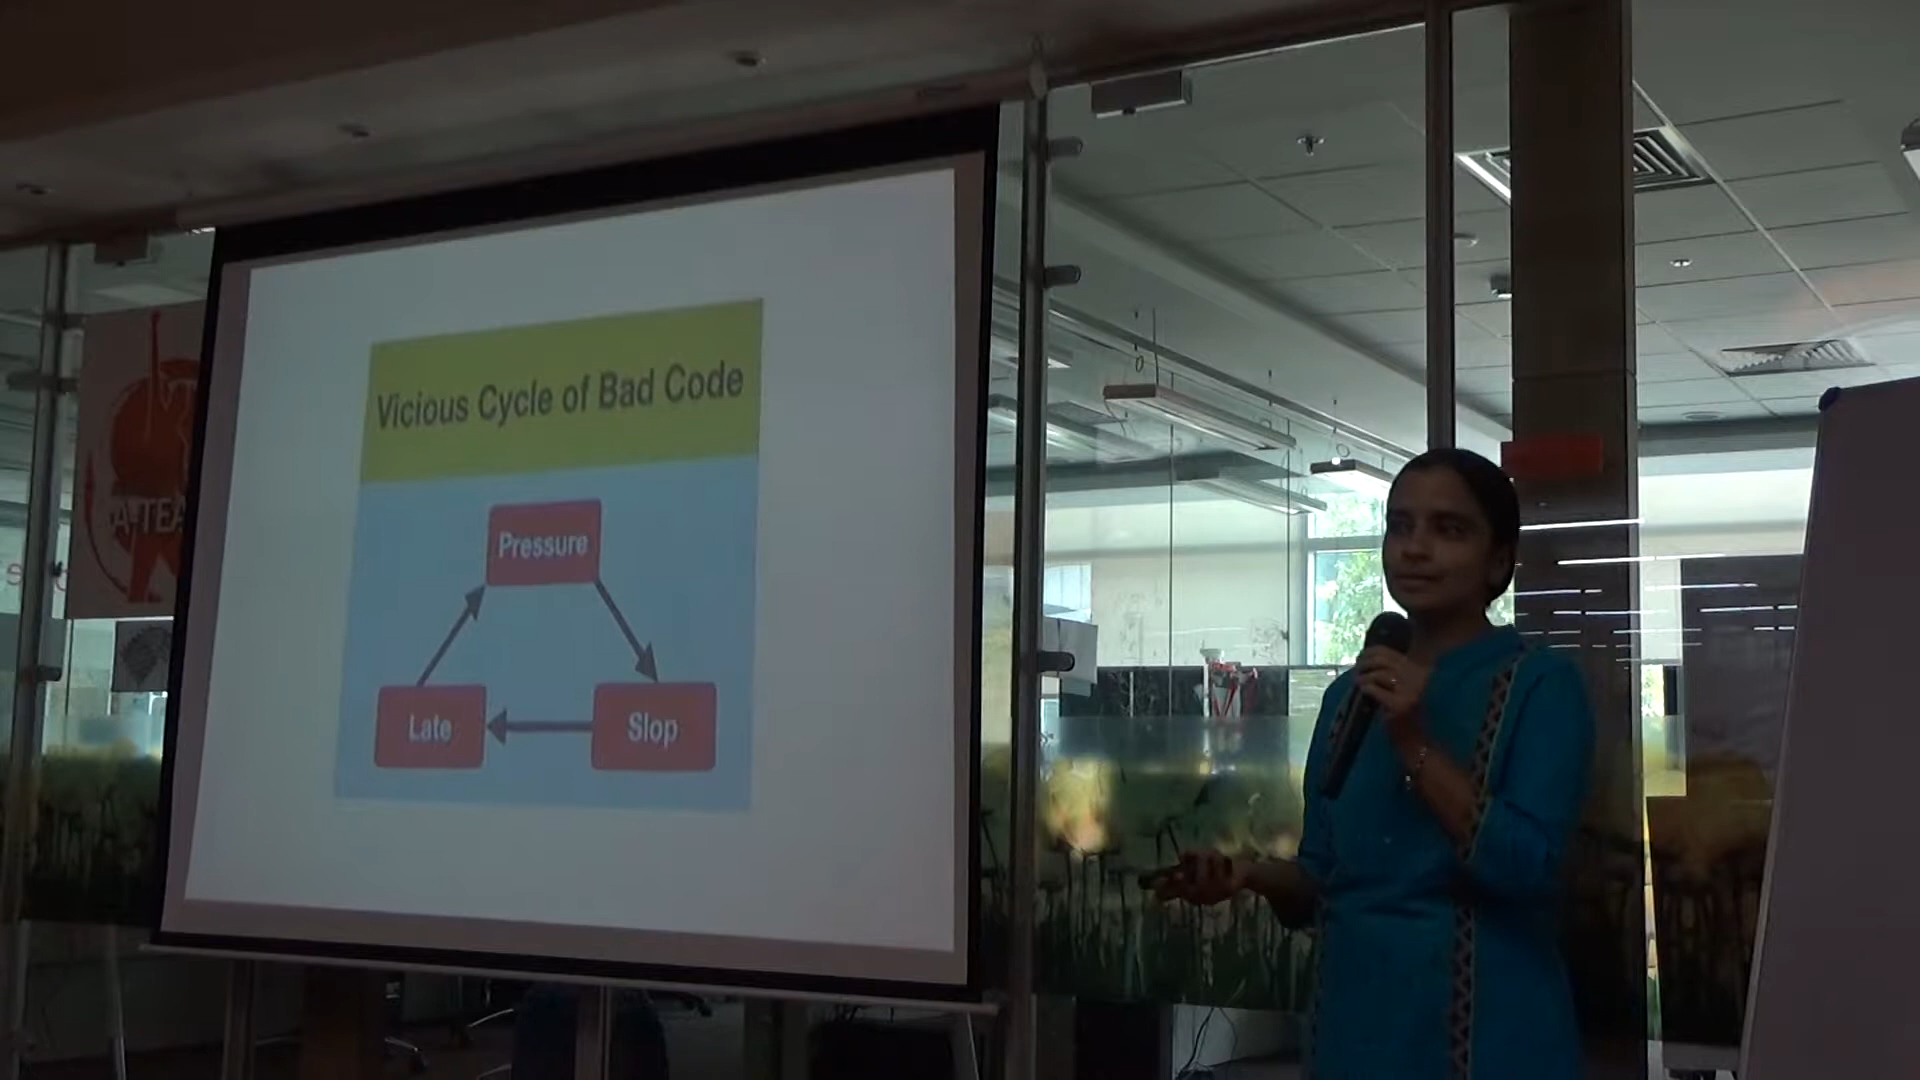 Vicious Cycle of Bad Code
Pressure
Late
Slop